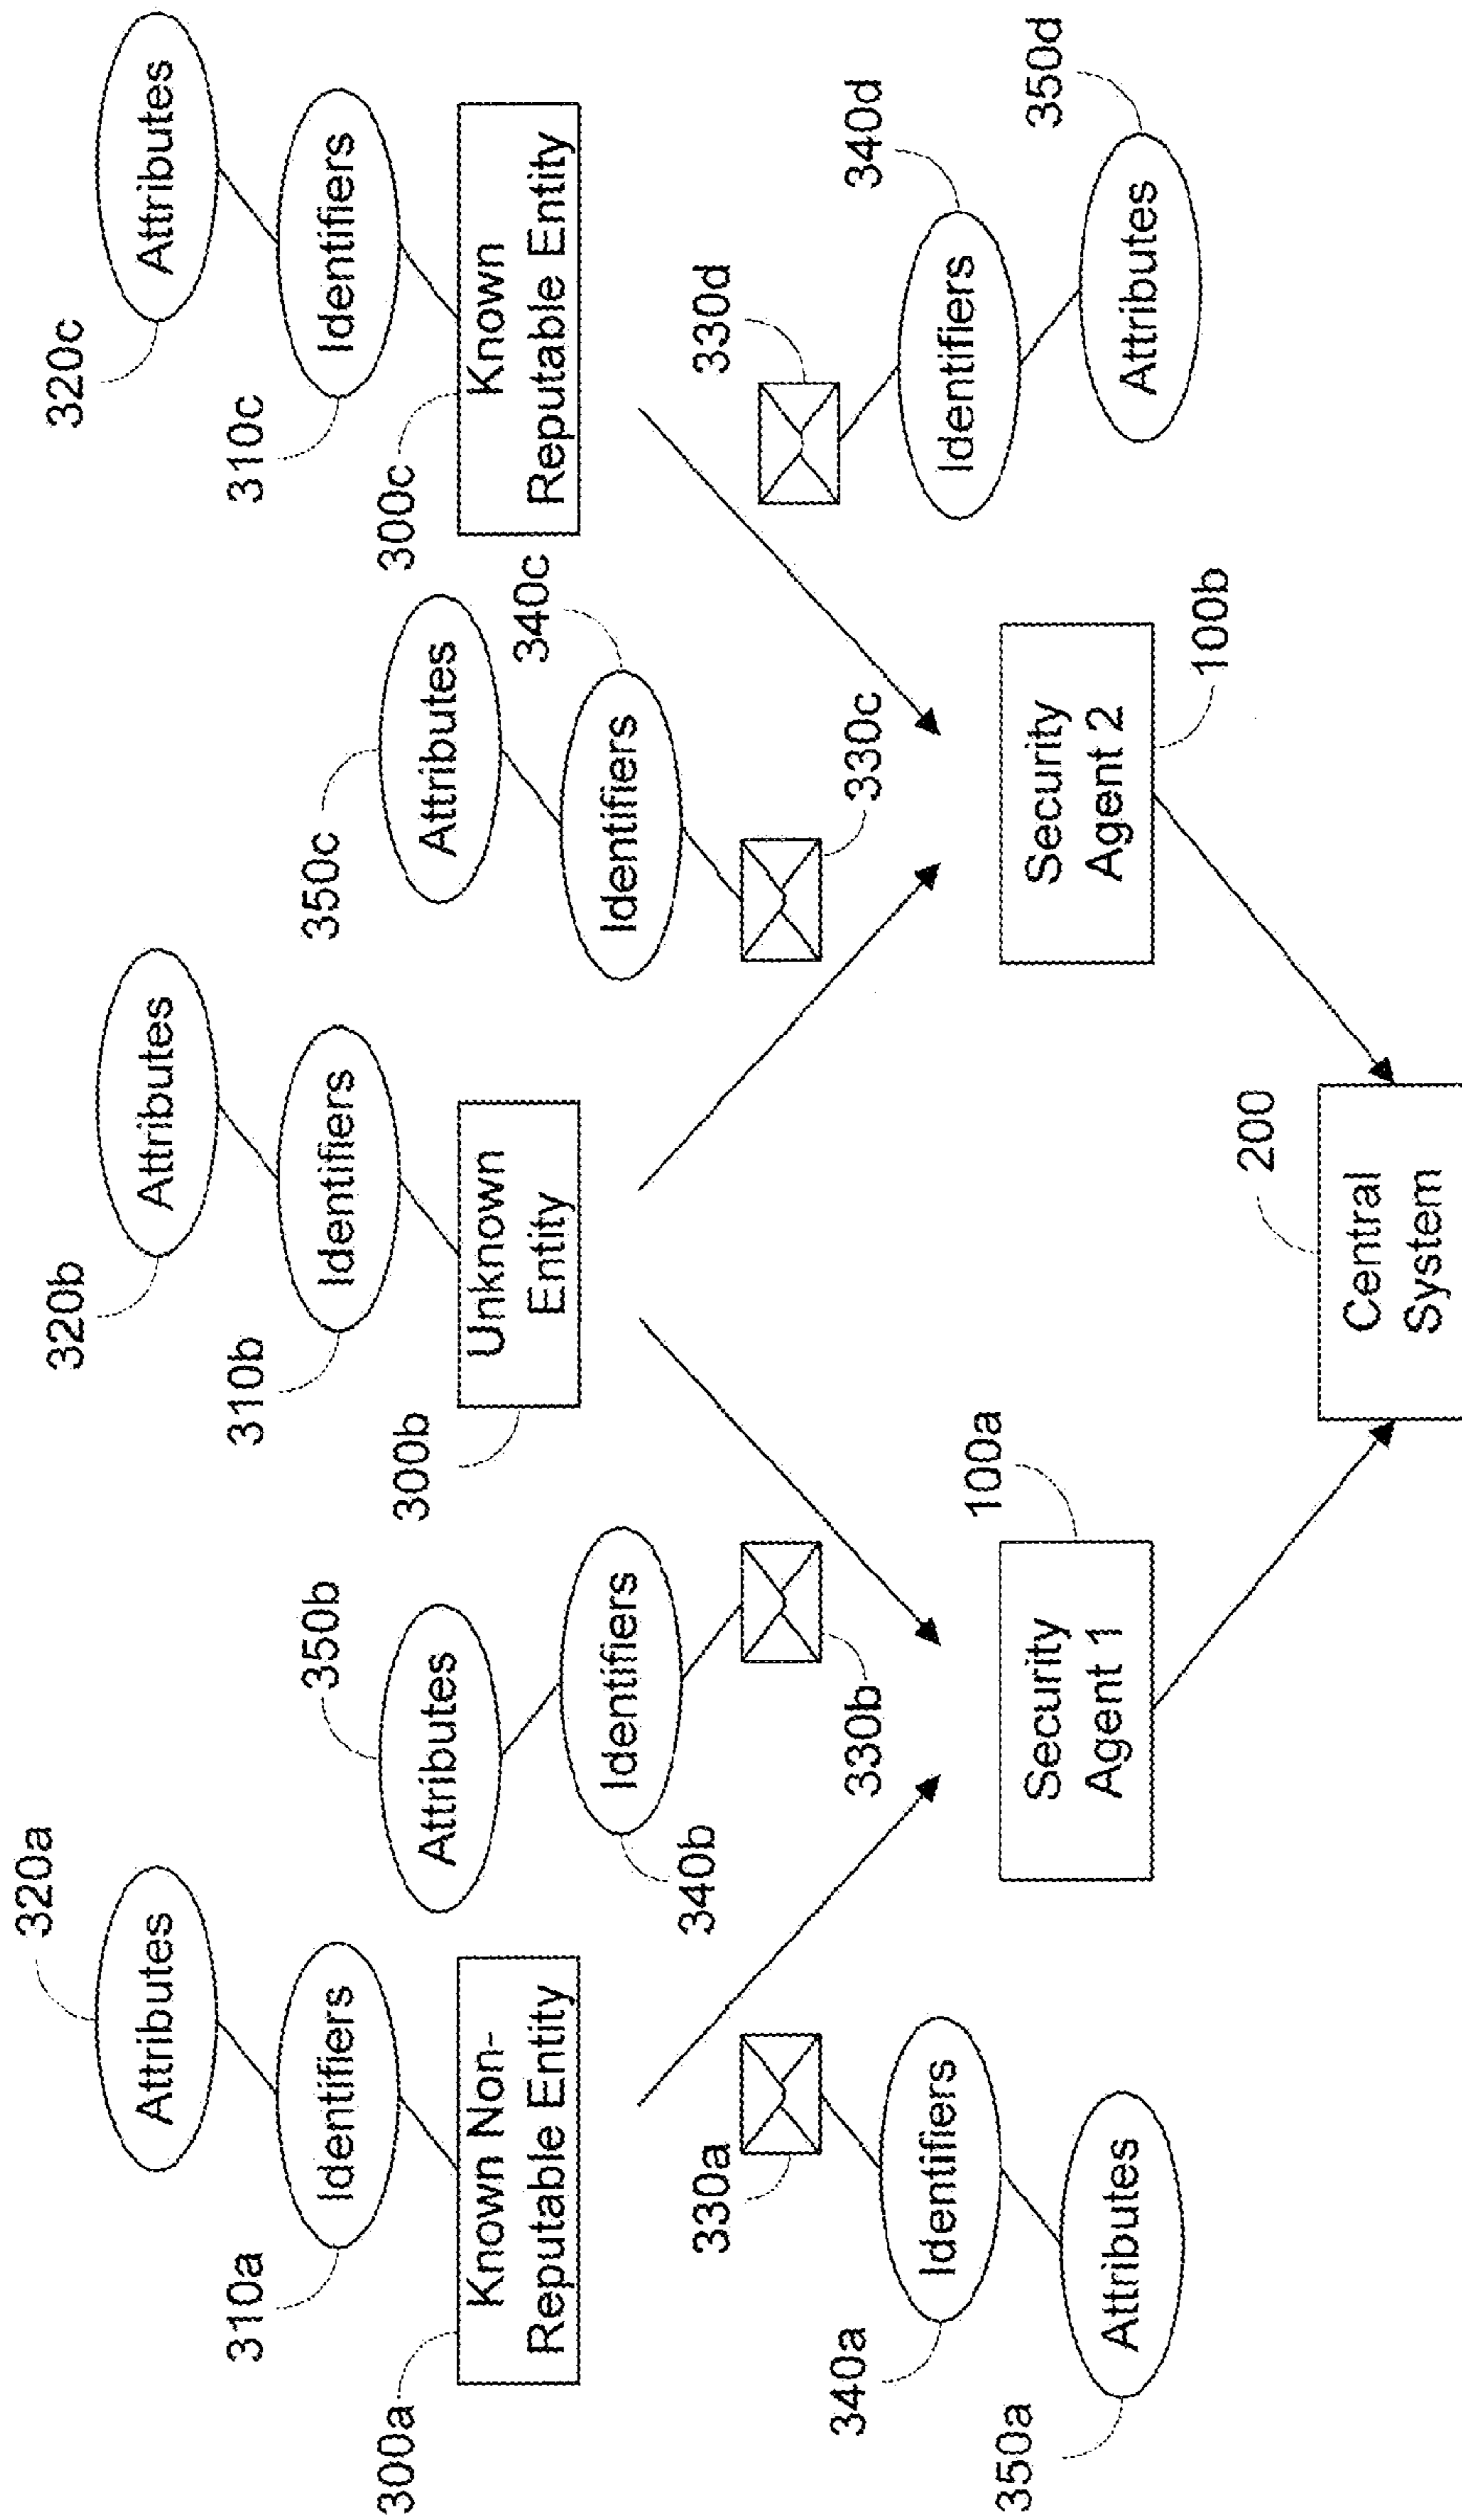 320a
Attributes
320b
Attributes
320c
Attributes
310a
Identifiers
310b
Identifiers
310c
Identifiers
300a
Known Non-
Reputable Entity
300b
Unknown
Entity
300c
Known
Reputable Entity
350b
Attributes
350c
Attributes
340b
Identifiers
340c
Identifiers
330a
330b
330c
330d
340a
Identifiers
340d
Identifiers
350a
Attributes
350d
Attributes
100a
Security
Agent 1
Security
Agent 2
100b
200
Central
System